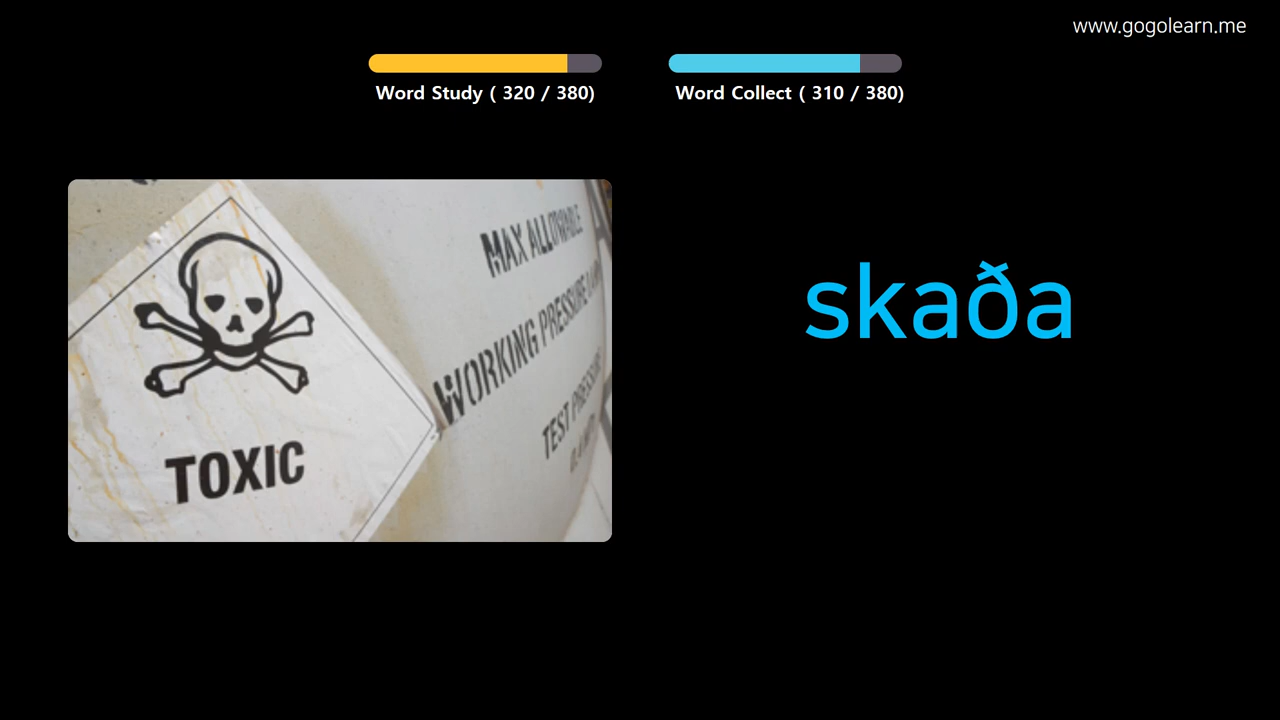 www.gogolearn.me
Word Study ( 320 / 380)
Word Collect ( 310 / 380)
skaða
MAX ALLOWABLE
WORKING PRESSURE
TEST PRESSURE
TOXIC